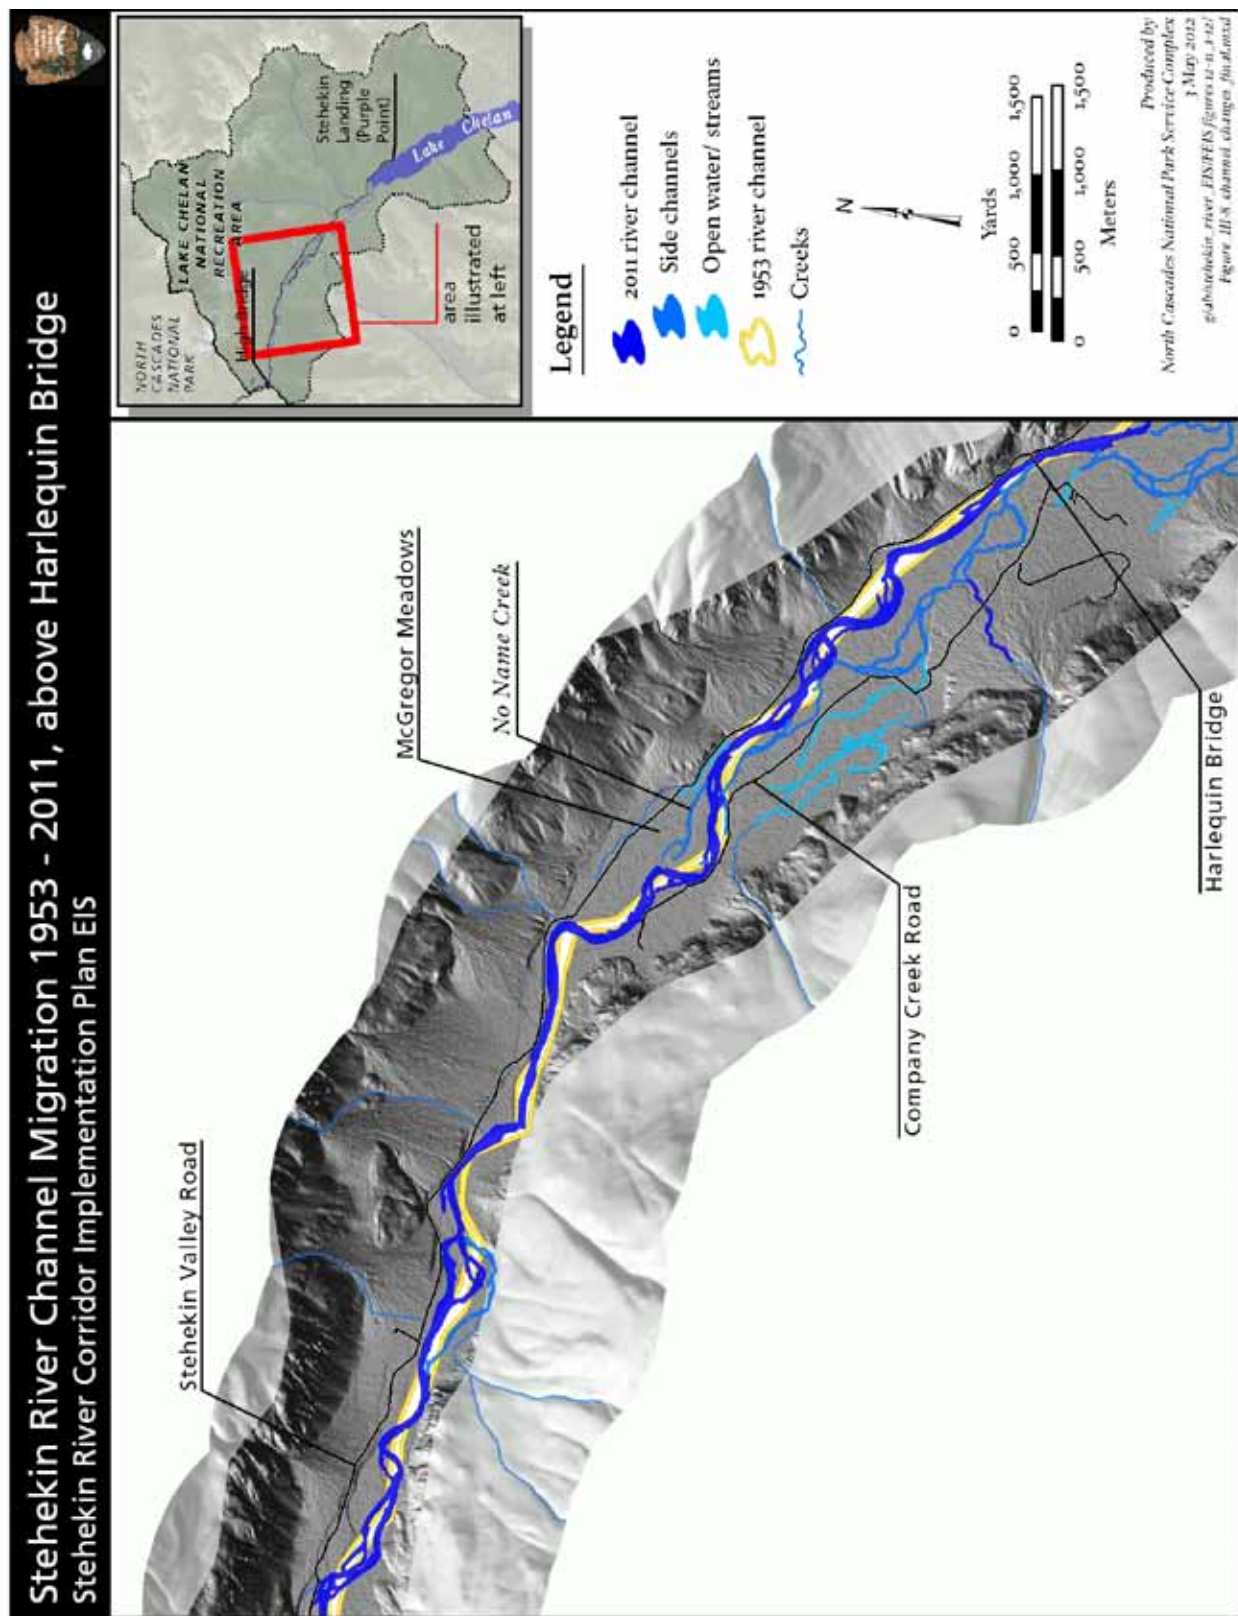 Stehekin River Channel Migration 1953 - 2011, above Harlequin Bridge
Stehekin River Corridor Implementation Plan EIS
Stehekin Valley Road
McGregor Meadows
No Name Creek
Company Creek Road
Harlequin Bridge
NORTH
CASCADES
NATIONAL
PARK
LAKE CHELAN
NATIONAL
RECREATION
AREA
High Bridge
Stehekin
Landing
(Purple
Point)
Lake Chelan
area
illustrated
at left
Legend
2011 river channel
Side channels
Open water/ streams
1953 river channel
Creeks
N
Yards
0 500 1,000 1,500
0 500 1,000 1,500
Meters
Produced by
North Cascades National Park Service Complex
3 May 2012